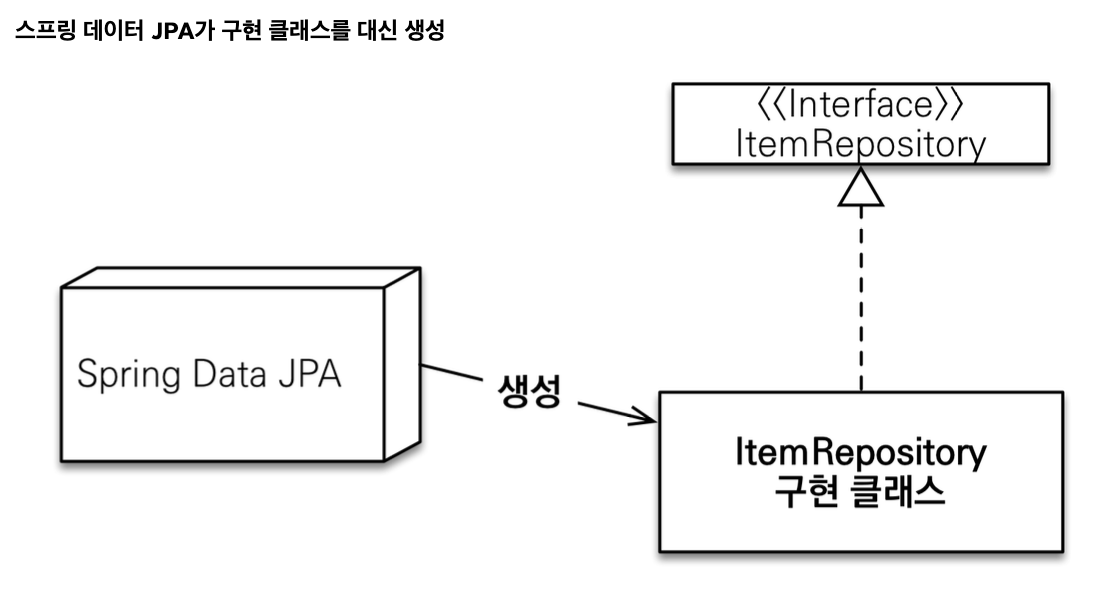 스프링 데이터 JPA가 구현 클래스를 대신 생성
<<Interface>>
ItemRepository
Spring Data JPA
생성
ItemRepository
구현 클래스